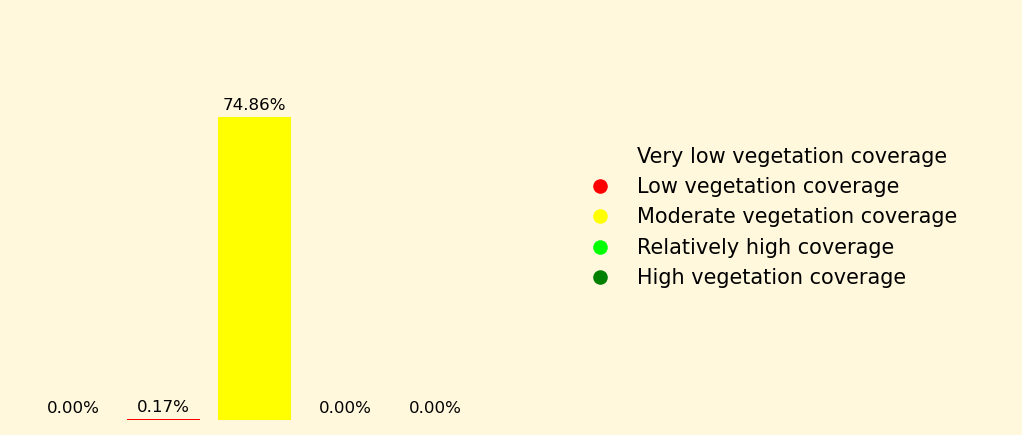 74.86%
Very low vegetation coverage
Low vegetation coverage
Moderate vegetation coverage
Relatively high coverage
High vegetation coverage
0.00% 0.17% 0.00% 0.00%